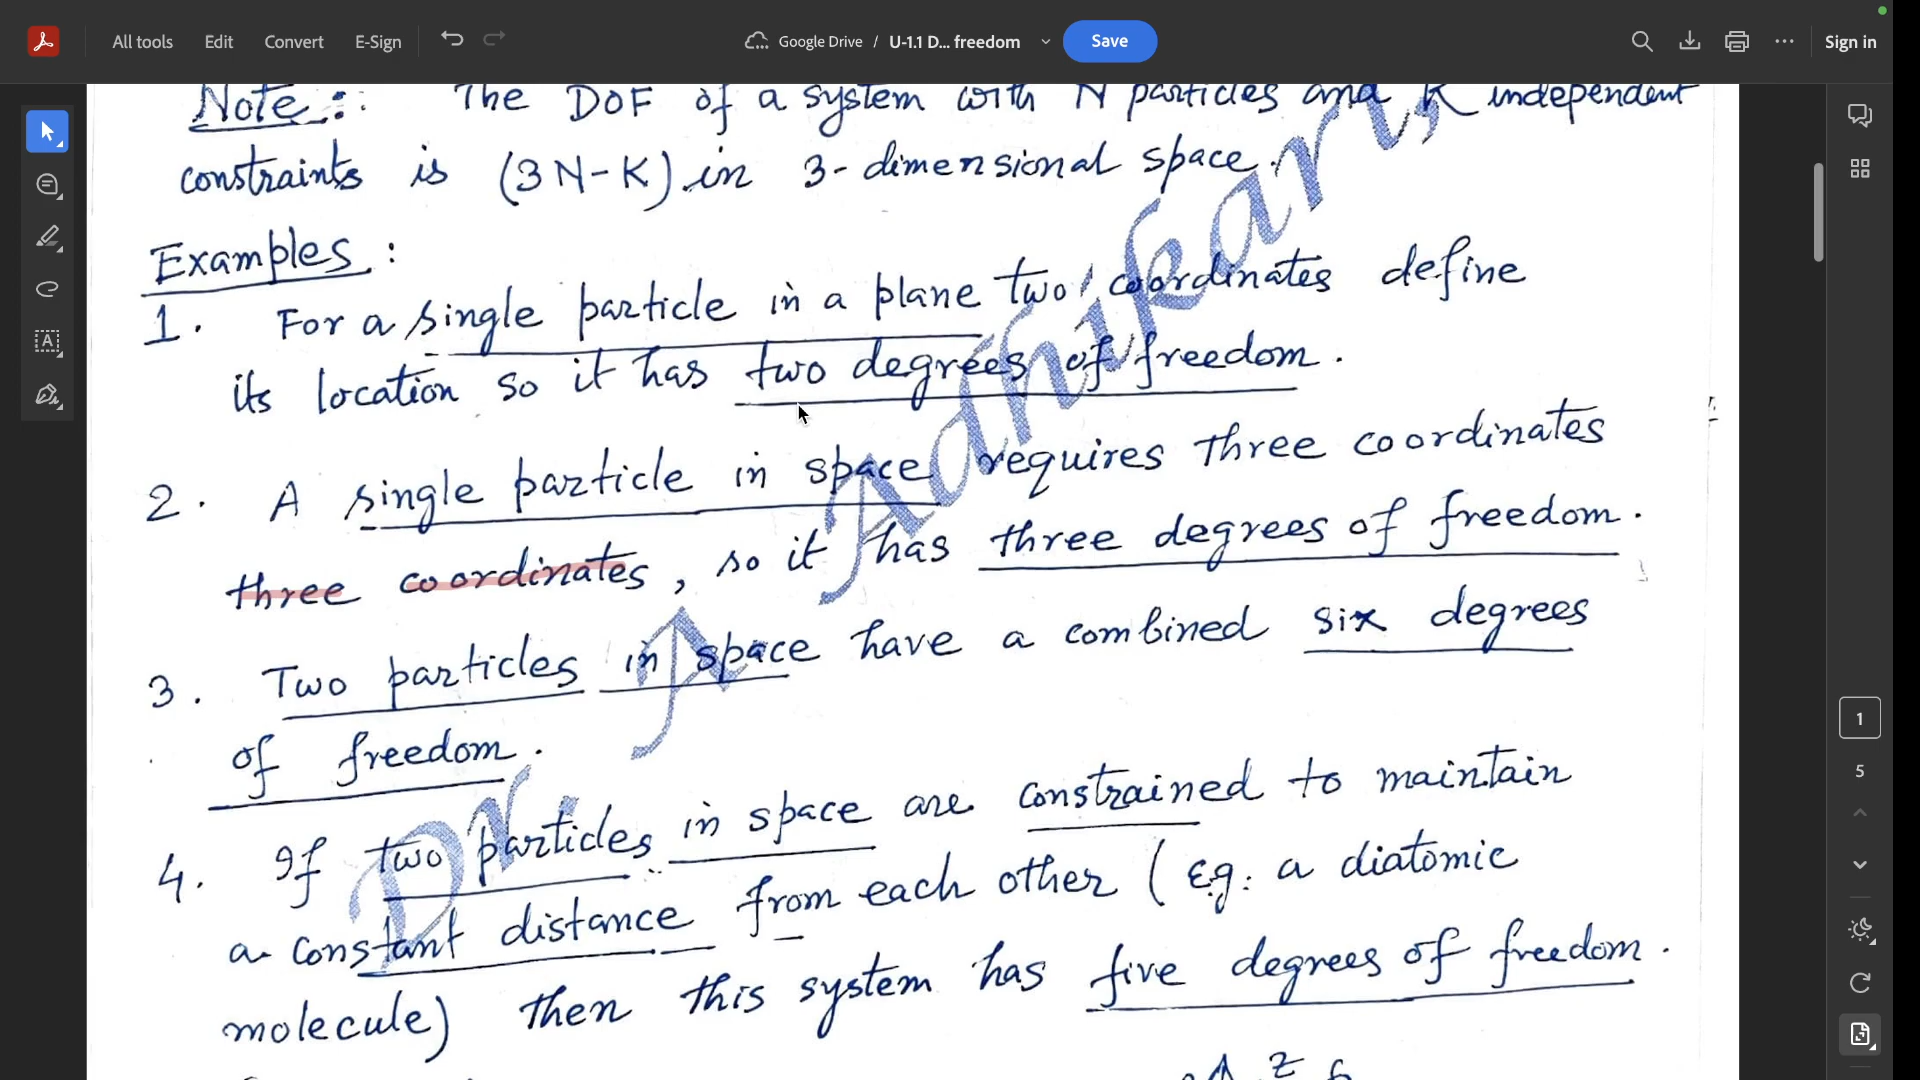 All tools Edit Convert E-Sign Google Drive / U-1.1 D... freedom Save Sign in
Note :. The DOF of a system with N particles and K independent
constraints is (3N-K) in 3-dimensional space.
Examples :
1. For a single particle in a plane two coordinates define
its location so it has two degrees of freedom.
2. A single particle in space requires three coordinates
three coordinates, so it has three degrees of freedom.
3. Two particles in space have a combined six degrees
of freedom.
4. If two particles in space are constrained to maintain
a constant distance from each other (eg: a diatomic
molecule) then this system has five degrees of freedom.
Dr. A Adhikari
1
5